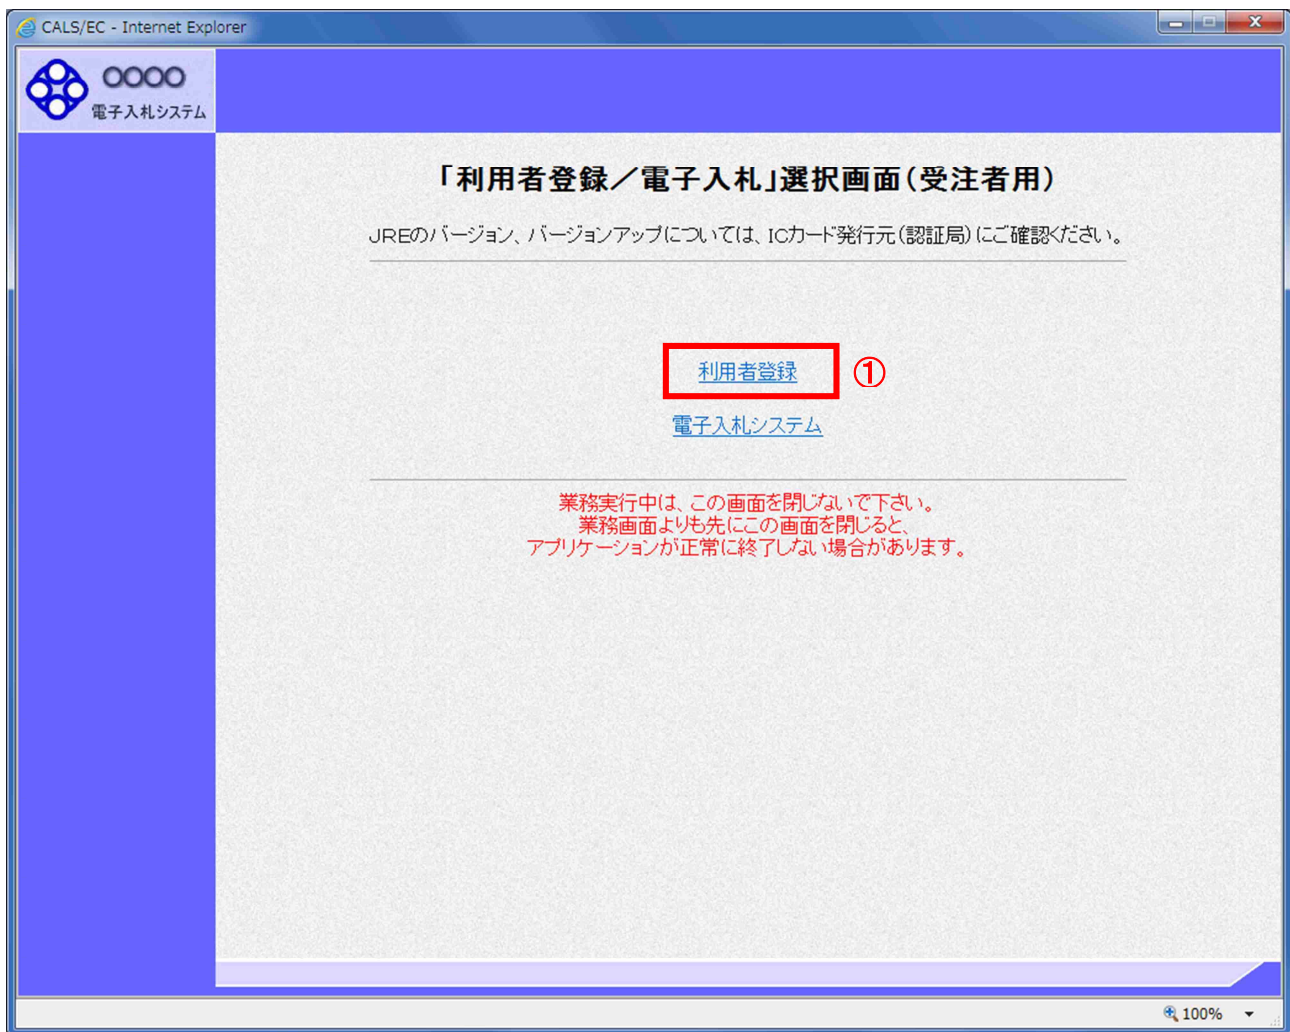 CALS/EC - Internet Explorer
○○○○
電子入札システム
「利用者登録／電子入札」選択画面(受注者用)
JREのバージョン、バージョンアップについては、ICカード発行元(認証局)にご確認ください。
利用者登録 ①
電子入札システム
業務実行中は、この画面を閉じないで下さい。
業務画面よりも先にこの画面を閉じると、
アプリケーションが正常に終了しない場合があります。
100%